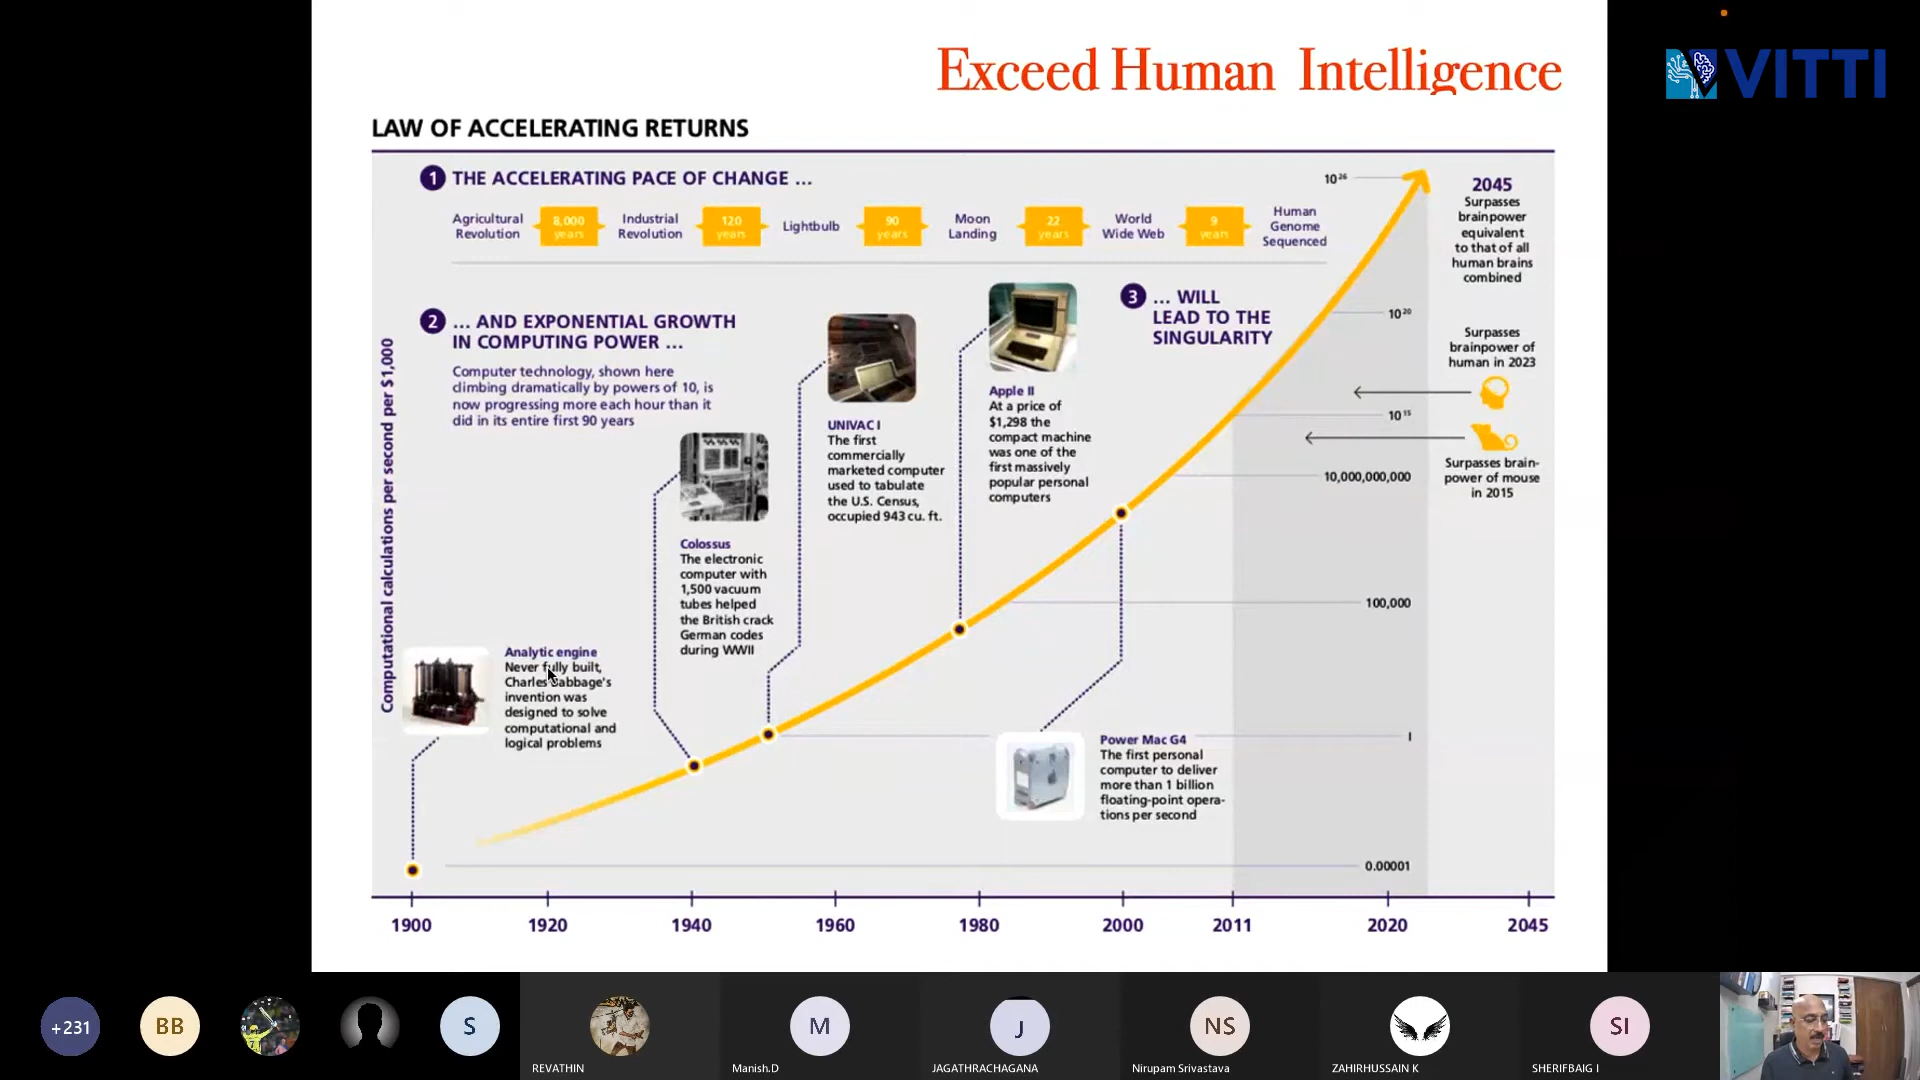 Exceed Human Intelligence
VITTI
LAW OF ACCELERATING RETURNS
1 THE ACCELERATING PACE OF CHANGE ...
Agricultural
Revolution
8,000
years
Industrial
Revolution
120
years
Lightbulb
90
years
Moon
Landing
22
years
World
Wide Web
9
years
Human
Genome
Sequenced
2 ... AND EXPONENTIAL GROWTH
IN COMPUTING POWER ...
Computer technology, shown here
climbing dramatically by powers of 10, is
now progressing more each hour than it
did in its entire first 90 years
3 ... WILL
LEAD TO THE
SINGULARITY
Computational calculations per second per $1,000
Analytic engine
Never fully built,
Charles Babbage's
invention was
designed to solve
computational and
logical problems
Colossus
The electronic
computer with
1,500 vacuum
tubes helped
the British crack
German codes
during WWII
UNIVAC I
The first
commercially
marketed computer
used to tabulate
the U.S. Census,
occupied 943 cu. ft.
Apple II
At a price of
$1,298 the
compact machine
was one of the
first massively
popular personal
computers
Power Mac G4
The first personal
computer to deliver
more than 1 billion
floating-point opera-
tions per second
10²⁶
10²⁰
10¹⁵
10,000,000,000
100,000
1
0.00001
2045
Surpasses
brainpower
equivalent
to that of all
human brains
combined
Surpasses
brainpower of
human in 2023
Surpasses brain-
power of mouse
in 2015
1900 1920 1940 1960 1980 2000 2011 2020 2045
+231
BB
S
REVATHIN
M
Manish.D
J
JAGATHRACHAGANA
NS
Nirupam Srivastava
ZAHIRHUSSAIN K
SI
SHERIFBAIG I